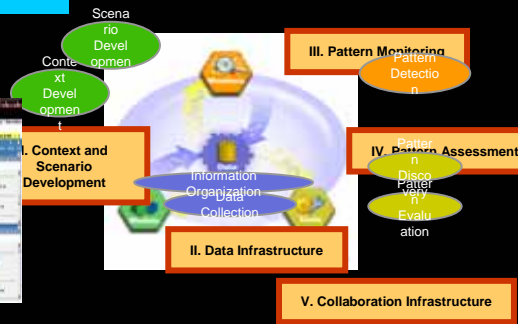 Scena
rio
Devel
opmen
Conte
xt
Devel
opmen
t
III. Pattern Monitoring
Pattern
Detectio
n
I. Context and
Scenario
Development
IV. Pattern Assessment
Patter
n
Disco
very
Patter
n
Evalu
ation
Information
Organization
Data
Collection
II. Data Infrastructure
V. Collaboration Infrastructure